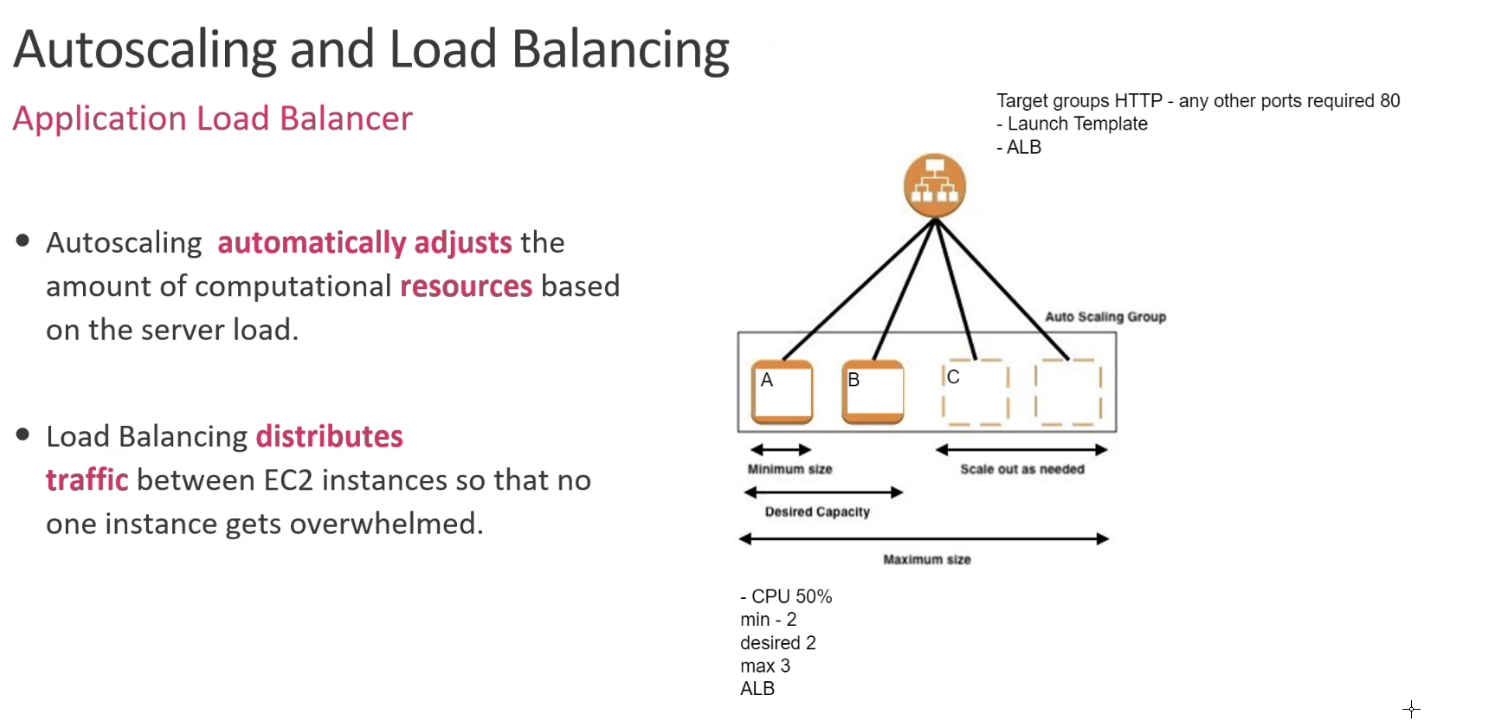 Autoscaling and Load Balancing
Application Load Balancer
Target groups HTTP - any other ports required 80
- Launch Template
- ALB
• Autoscaling automatically adjusts the
amount of computational resources based
on the server load.
• Load Balancing distributes
traffic between EC2 instances so that no
one instance gets overwhelmed.
Auto Scaling Group
A B C
Minimum size
Scale out as needed
Desired Capacity
Maximum size
- CPU 50%
min - 2
desired 2
max 3
ALB